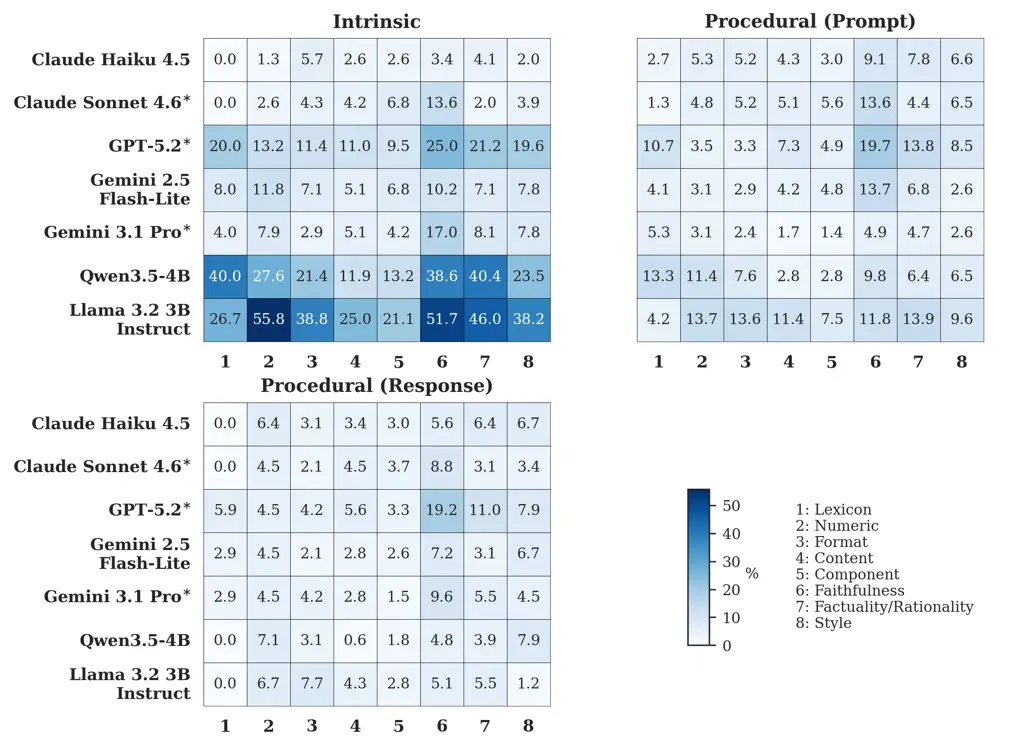 Intrinsic
Claude Haiku 4.5 0.0 1.3 5.7 2.6 2.6 3.4 4.1 2.0
Claude Sonnet 4.6* 0.0 2.6 4.3 4.2 6.8 13.6 2.0 3.9
GPT-5.2* 20.0 13.2 11.4 11.0 9.5 25.0 21.2 19.6
Gemini 2.5
Flash-Lite 8.0 11.8 7.1 5.1 6.8 10.2 7.1 7.8
Gemini 3.1 Pro* 4.0 7.9 2.9 5.1 4.2 17.0 8.1 7.8
Qwen3.5-4B 40.0 27.6 21.4 11.9 13.2 38.6 40.4 23.5
Llama 3.2 3B
Instruct 26.7 55.8 38.8 25.0 21.1 51.7 46.0 38.2
1 2 3 4 5 6 7 8
Procedural (Prompt)
2.7 5.3 5.2 4.3 3.0 9.1 7.8 6.6
1.3 4.8 5.2 5.1 5.6 13.6 4.4 6.5
10.7 3.5 3.3 7.3 4.9 19.7 13.8 8.5
4.1 3.1 2.9 4.2 4.8 13.7 6.8 2.6
5.3 3.1 2.4 1.7 1.4 4.9 4.7 2.6
13.3 11.4 7.6 2.8 2.8 9.8 6.4 6.5
4.2 13.7 13.6 11.4 7.5 11.8 13.9 9.6
1 2 3 4 5 6 7 8
Procedural (Response)
Claude Haiku 4.5 0.0 6.4 3.1 3.4 3.0 5.6 6.4 6.7
Claude Sonnet 4.6* 0.0 4.5 2.1 4.5 3.7 8.8 3.1 3.4
GPT-5.2* 5.9 4.5 4.2 5.6 3.3 19.2 11.0 7.9
Gemini 2.5
Flash-Lite 2.9 4.5 2.1 2.8 2.6 7.2 3.1 6.7
Gemini 3.1 Pro* 2.9 4.5 4.2 2.8 1.5 9.6 5.5 4.5
Qwen3.5-4B 0.0 7.1 3.1 0.6 1.8 4.8 3.9 7.9
Llama 3.2 3B
Instruct 0.0 6.7 7.7 4.3 2.8 5.1 5.5 1.2
1 2 3 4 5 6 7 8
50
40
30
20
10
0
%
1: Lexicon
2: Numeric
3: Format
4: Content
5: Component
6: Faithfulness
7: Factuality/Rationality
8: Style